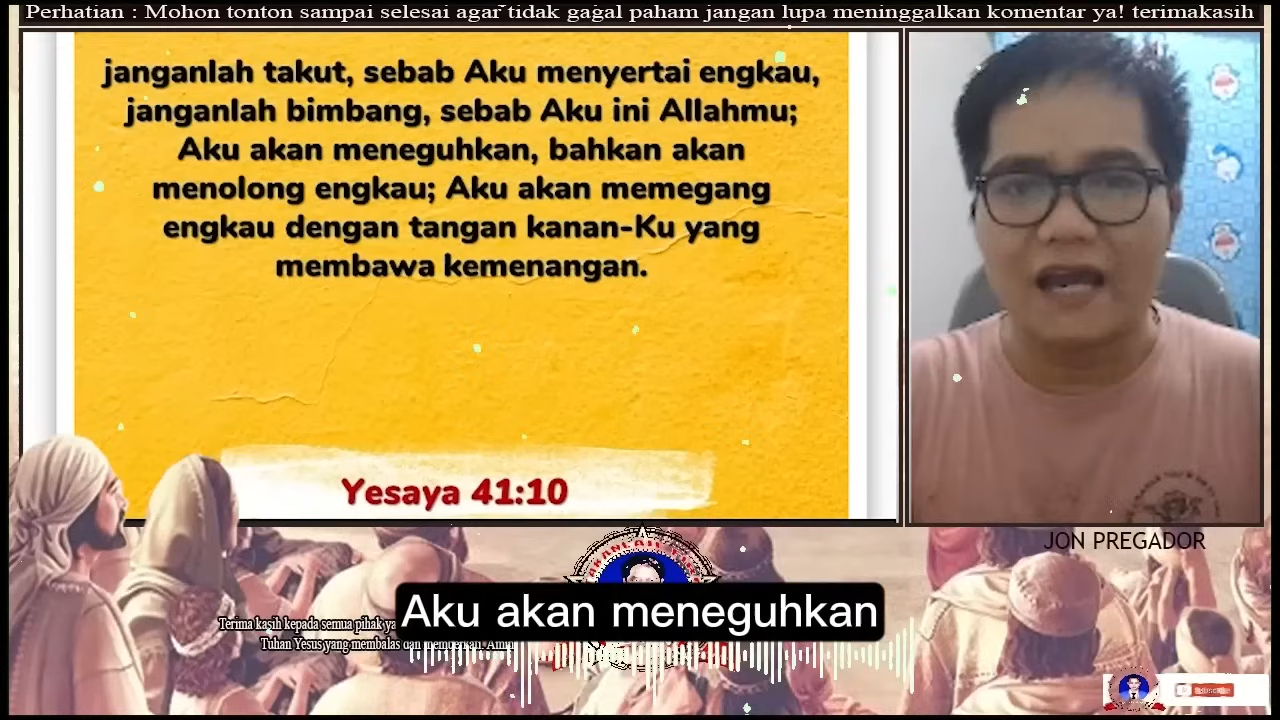 Perhatian : Mohon tonton sampai selesai agar tidak gagal paham jangan lupa meninggalkan komentar ya! terimakasih
janganlah takut, sebab Aku menyertai engkau,
janganlah bimbang, sebab Aku ini Allahmu;
Aku akan meneguhkan, bahkan akan
menolong engkau; Aku akan memegang
engkau dengan tangan kanan-Ku yang
membawa kemenangan.
Yesaya 41:10
JON PREGADOR
Aku akan meneguhkan
Terima kasih kepada semua pihak
Tuhan Yesus yang membalas dan memberkati. Amin